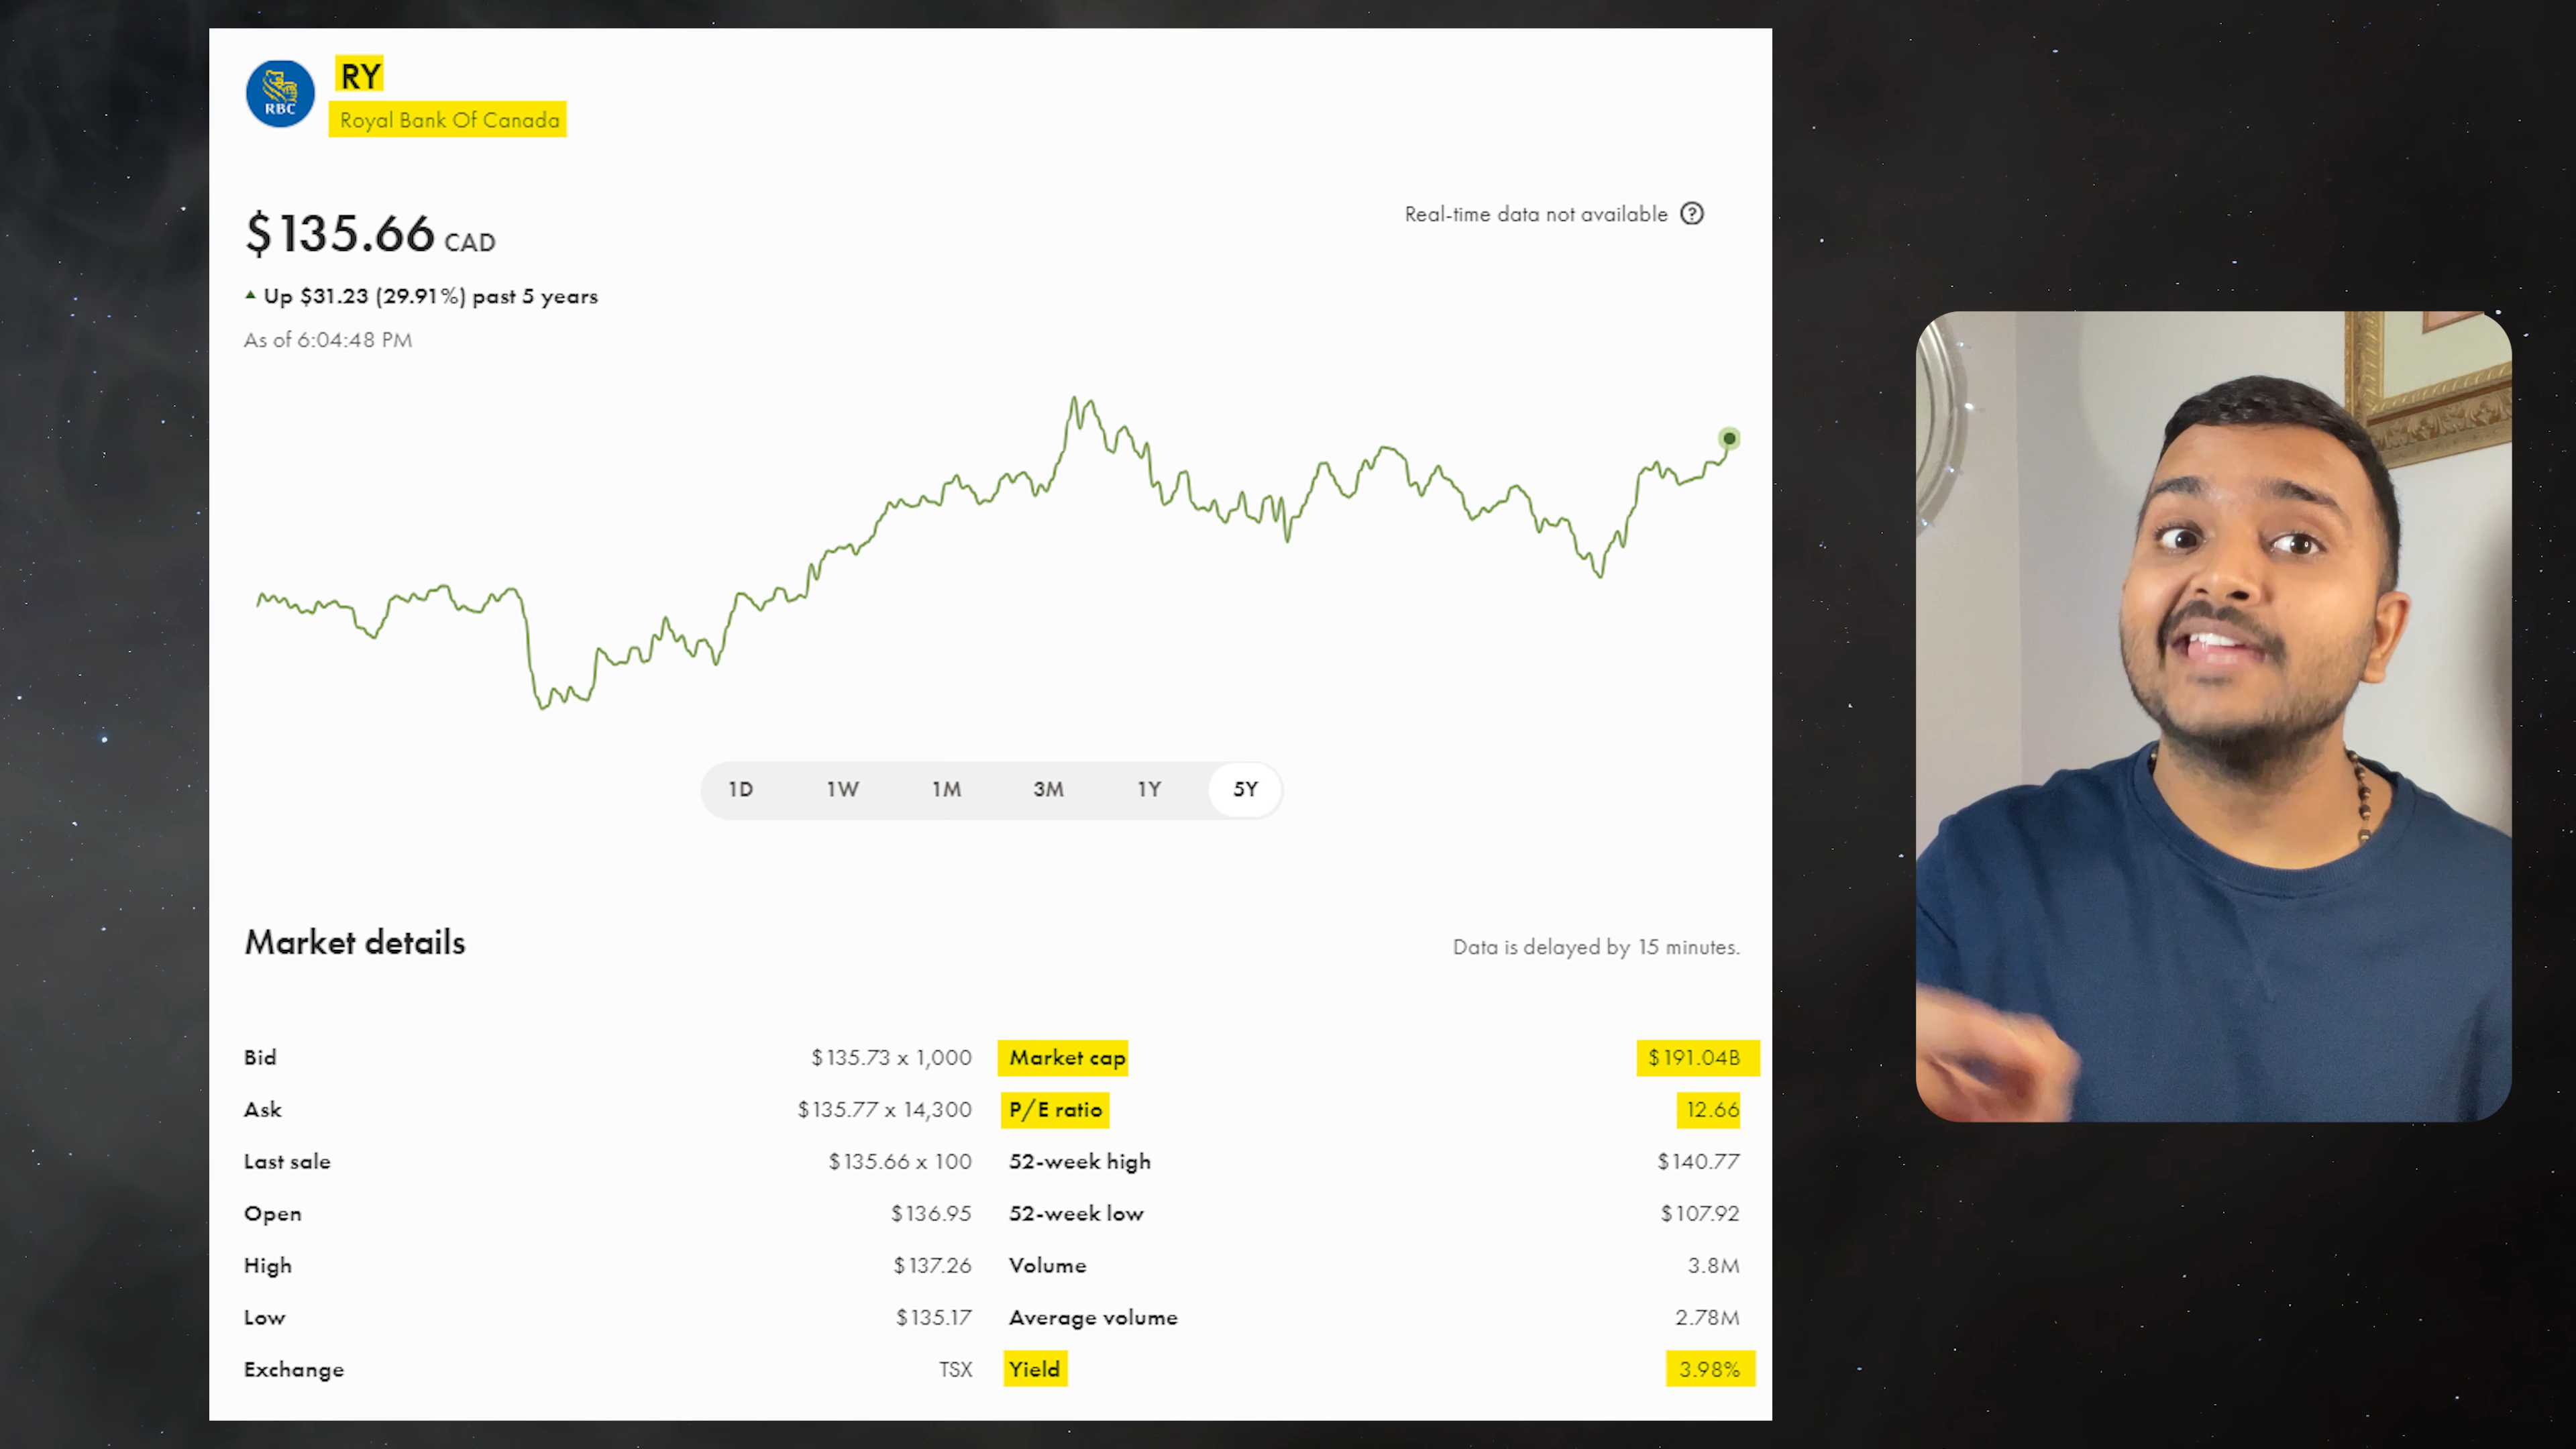 RBC
RY
Royal Bank Of Canada
$135.66 CAD
Real-time data not available ?
Up $31.23 (29.91%) past 5 years
As of 6:04:48 PM
1D 1W 1M 3M 1Y 5Y
Market details
Data is delayed by 15 minutes.
Bid $135.73 x 1,000 Market cap $191.04B
Ask $135.77 x 14,300 P/E ratio 12.66
Last sale $135.66 x 100 52-week high $140.77
Open $136.95 52-week low $107.92
High $137.26 Volume 3.8M
Low $135.17 Average volume 2.78M
Exchange TSX Yield 3.98%